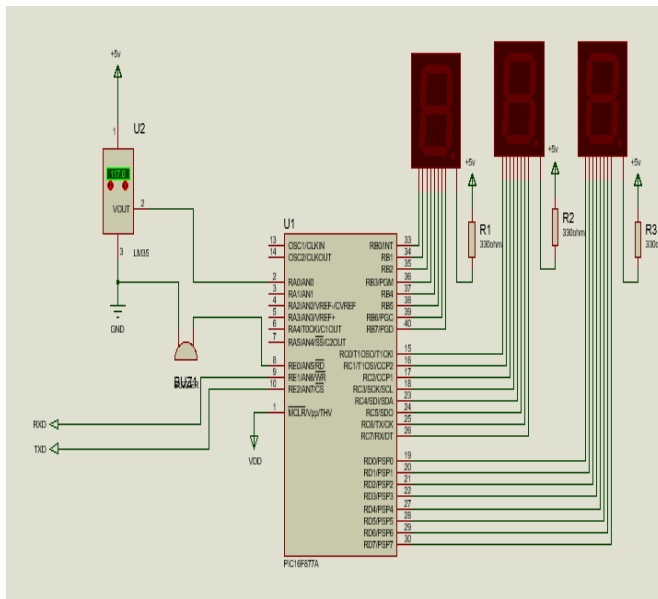 +5v
U2
1
117.0
VOUT
2
3
LM35
GND
BUZ1
RXD
TXD
VDD
U1
13 OSC1/CLKIN
14 OSC2/CLKOUT
2 RA0/AN0
3 RA1/AN1
4 RA2/AN2/VREF-/CVREF
5 RA3/AN3/VREF+
6 RA4/T0CKI/C1OUT
7 RA5/AN4/SS/C2OUT
8 RE0/AN5/RD
9 RE1/AN6/WR
10 RE2/AN7/CS
1 MCLR/Vpp/THV
RB0/INT 33
RB1 34
RB2 35
RB3/PGM 36
RB4 37
RB5 38
RB6/PGC 39
RB7/PGD 40
RC0/T1OSO/T1CKI 15
RC1/T1OSI/CCP2 16
RC2/CCP1 17
RC3/SCK/SCL 18
RC4/SDI/SDA 23
RC5/SDO 24
RC6/TX/CK 25
RC7/RX/DT 26
RD0/PSP0 19
RD1/PSP1 20
RD2/PSP2 21
RD3/PSP3 22
RD4/PSP4 27
RD5/PSP5 28
RD6/PSP6 29
RD7/PSP7 30
PIC16F877A
+5v
R1
330ohm
+5v
R2
330ohm
+5v
R3
330ohm